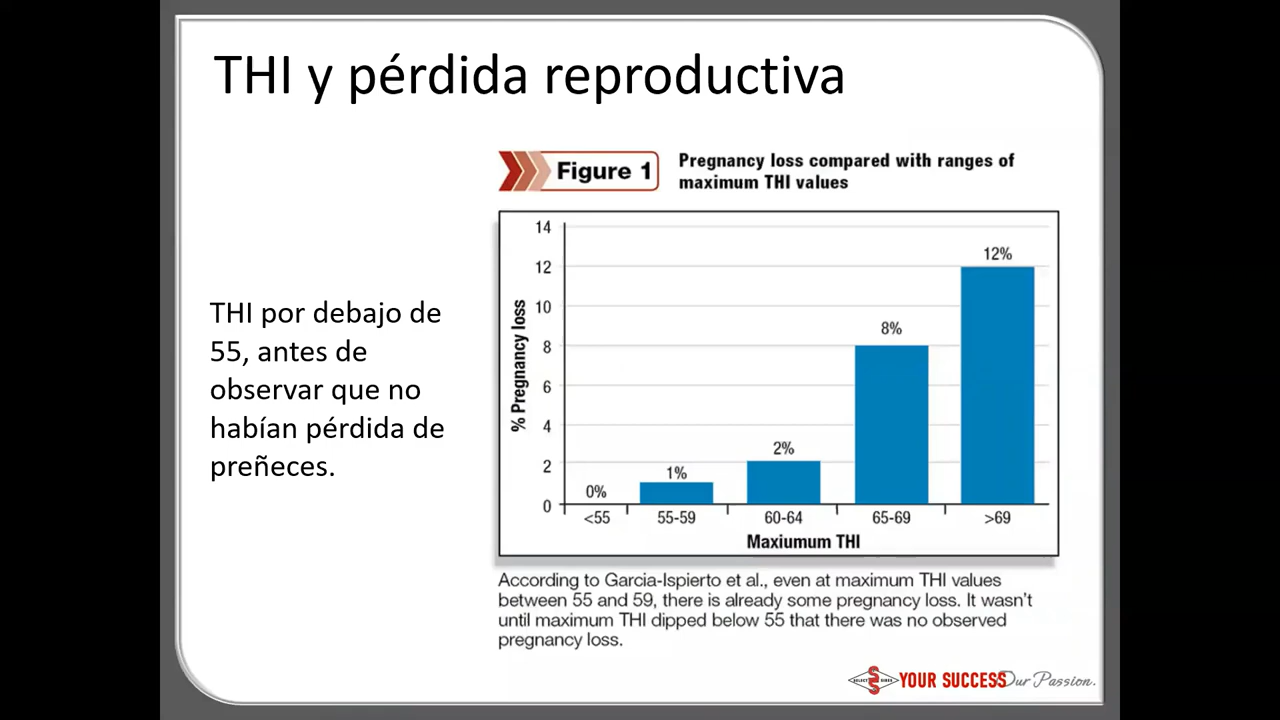 THI y pérdida reproductiva
THI por debajo de
55, antes de
observar que no
habían pérdida de
preñeces.
Figure 1
Pregnancy loss compared with ranges of
maximum THI values
% Pregnancy loss
14
12
10
8
6
4
2
0
0%
1%
2%
8%
12%
<55
55-59
60-64
65-69
>69
Maxiumum THI
According to Garcia-Ispierto et al., even at maximum THI values
between 55 and 59, there is already some pregnancy loss. It wasn't
until maximum THI dipped below 55 that there was no observed
pregnancy loss.
SELECT SIRES
YOUR SUCCESS Our Passion.